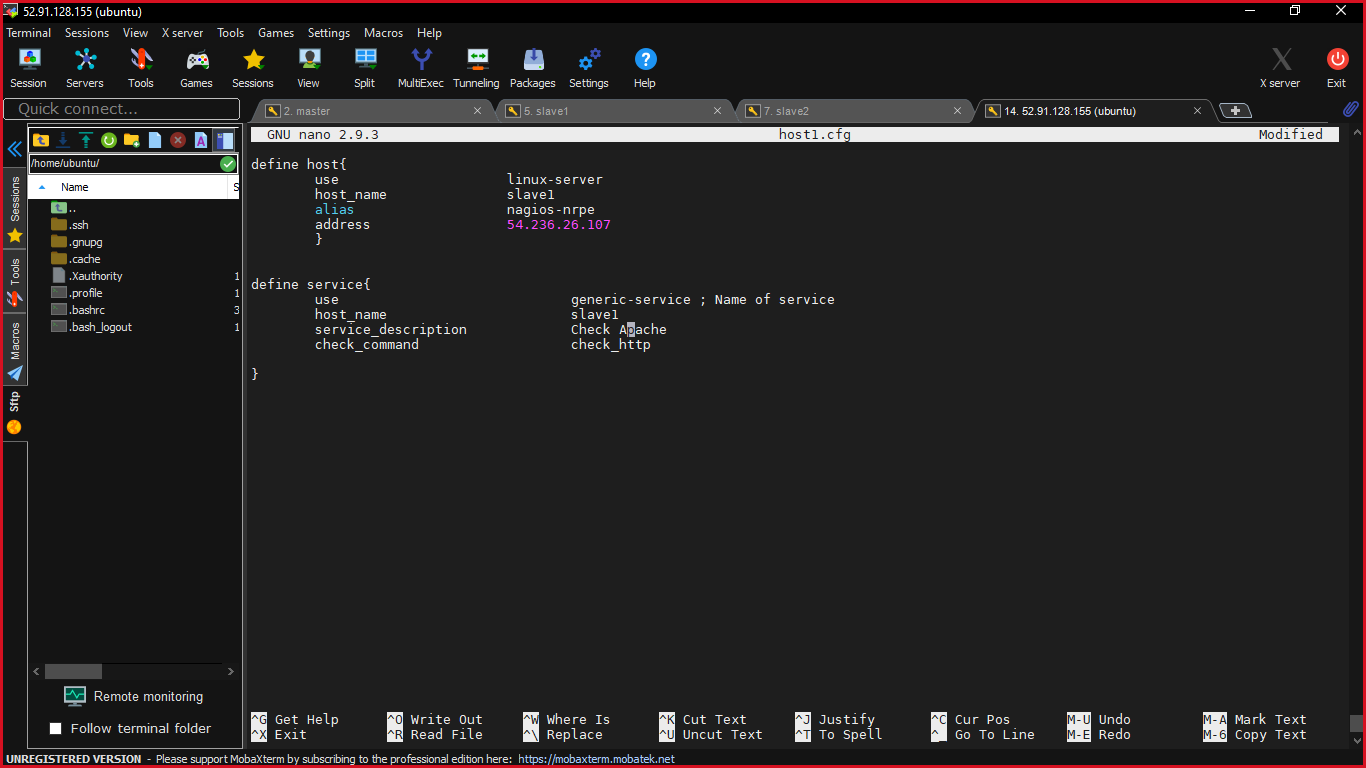 52.91.128.155 (ubuntu)
Terminal Sessions View X server Tools Games Settings Macros Help
Session Servers Tools Games Sessions View Split MultiExec Tunneling Packages Settings Help X server Exit
Quick connect...
2. master
5. slave1
7. slave2
14. 52.91.128.155 (ubuntu)
/home/ubuntu/
Name S
..
.ssh
.gnupg
.cache
.Xauthority 1
.profile 1
.bashrc 3
.bash_logout 1
Sessions
Tools
Macros
Sftp
Remote monitoring
Follow terminal folder
GNU nano 2.9.3 host1.cfg Modified
define host{
use linux-server
host_name slave1
alias nagios-nrpe
address 54.236.26.107
}
define service{
use generic-service ; Name of service
host_name slave1
service_description Check Apache
check_command check_http
}
^G Get Help ^O Write Out ^W Where Is ^K Cut Text ^J Justify ^C Cur Pos M-U Undo M-A Mark Text
^X Exit ^R Read File ^\ Replace ^U Uncut Text ^T To Spell ^_ Go To Line M-E Redo M-6 Copy Text
UNREGISTERED VERSION - Please support MobaXterm by subscribing to the professional edition here: https://mobaxterm.mobatek.net